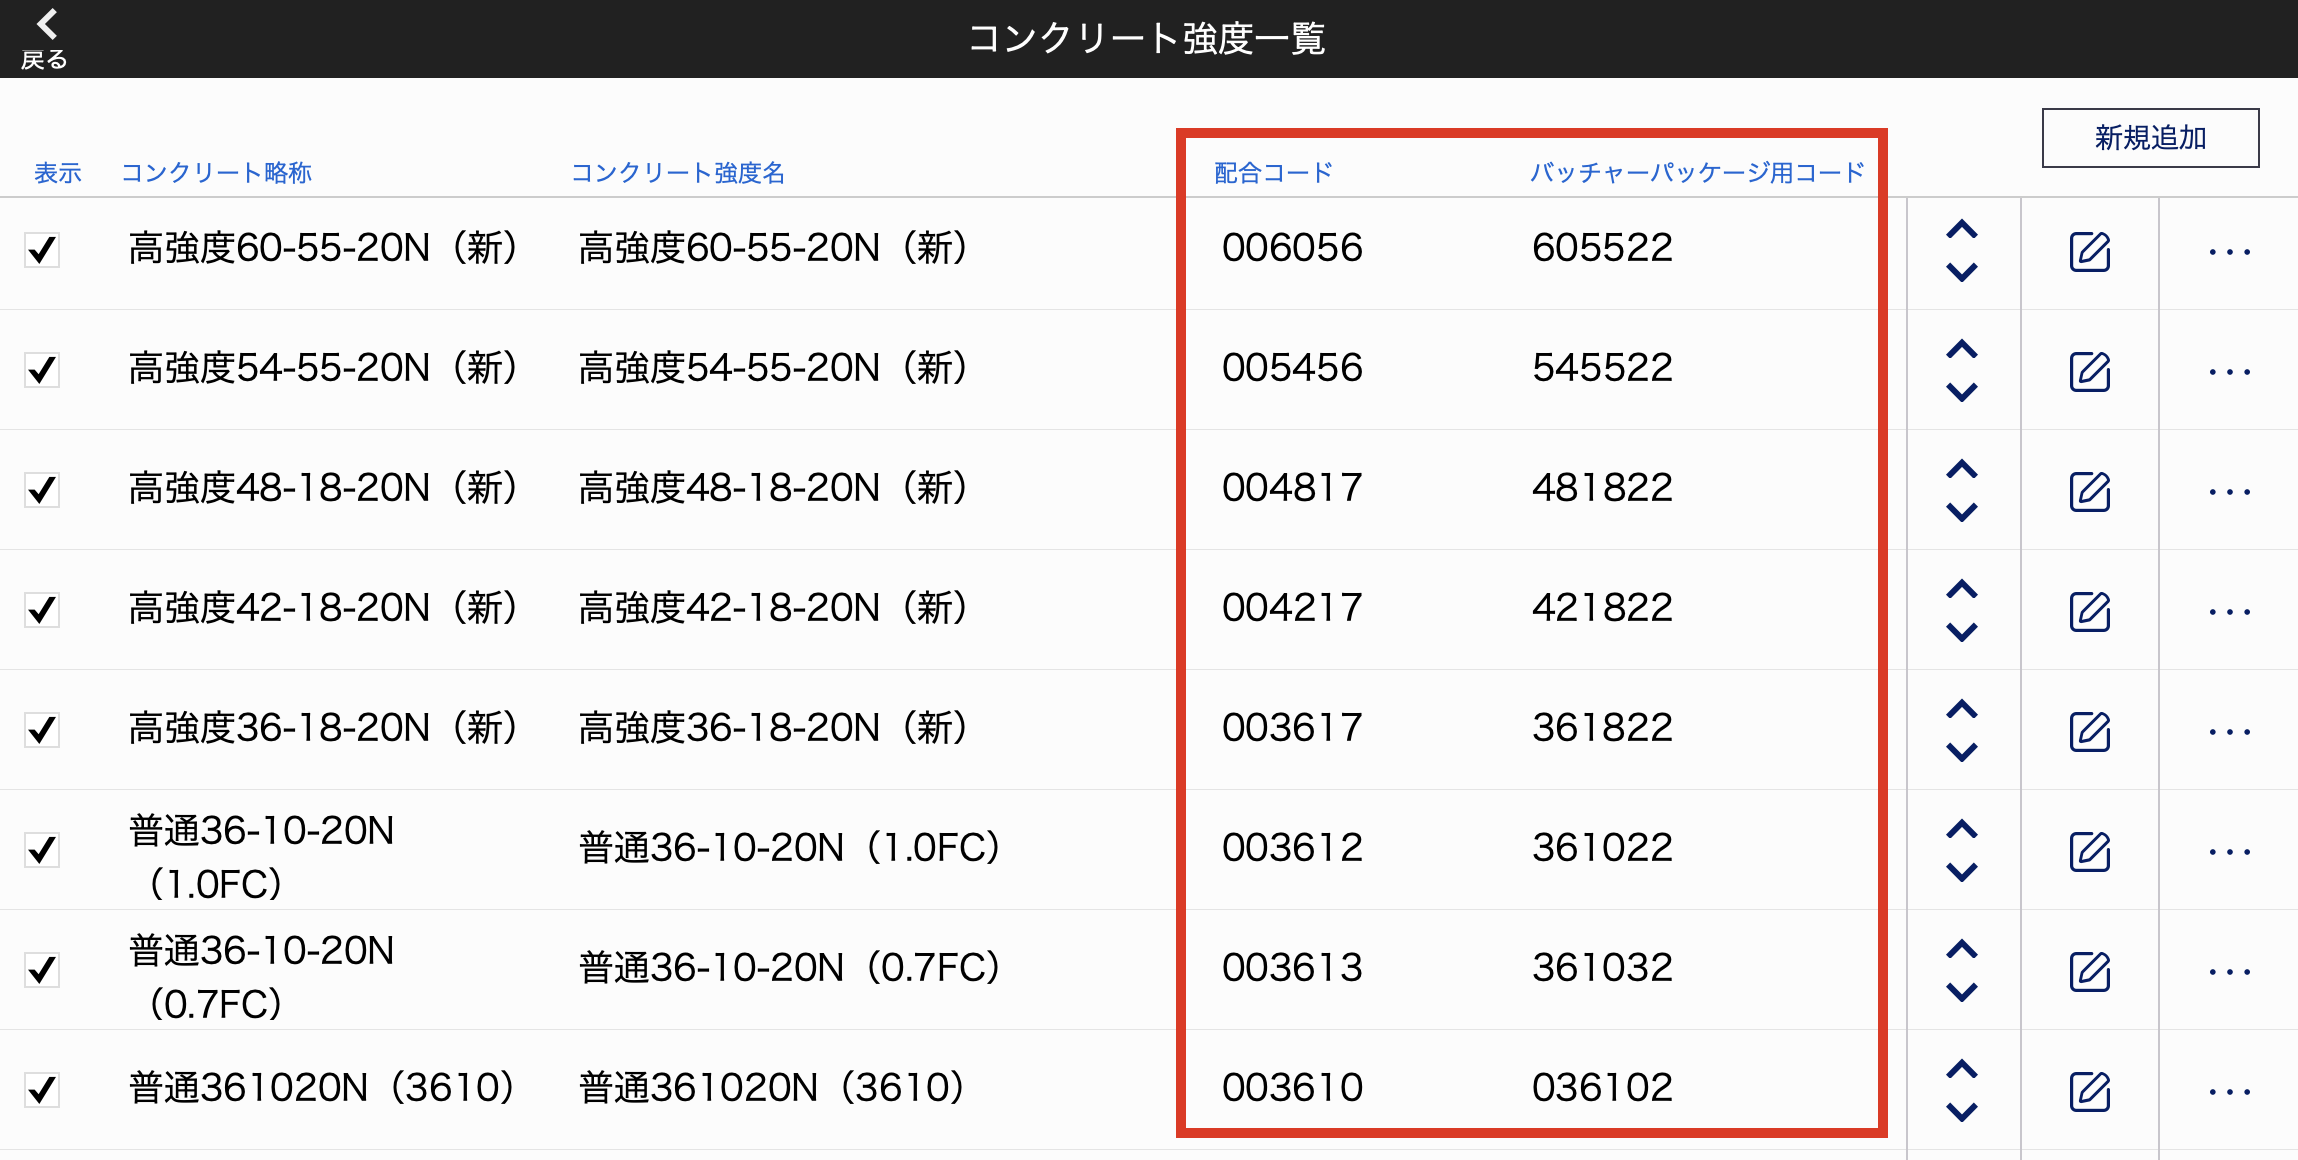 戻る
コンクリート強度一覧
新規追加
表示 コンクリート略称 コンクリート強度名 配合コード バッチャーパッケージ用コード
高強度60-55-20N（新） 高強度60-55-20N（新） 006056 605522
高強度54-55-20N（新） 高強度54-55-20N（新） 005456 545522
高強度48-18-20N（新） 高強度48-18-20N（新） 004817 481822
高強度42-18-20N（新） 高強度42-18-20N（新） 004217 421822
高強度36-18-20N（新） 高強度36-18-20N（新） 003617 361822
普通36-10-20N
（1.0FC） 普通36-10-20N（1.0FC） 003612 361022
普通36-10-20N
（0.7FC） 普通36-10-20N（0.7FC） 003613 361032
普通361020N（3610） 普通361020N（3610） 003610 036102